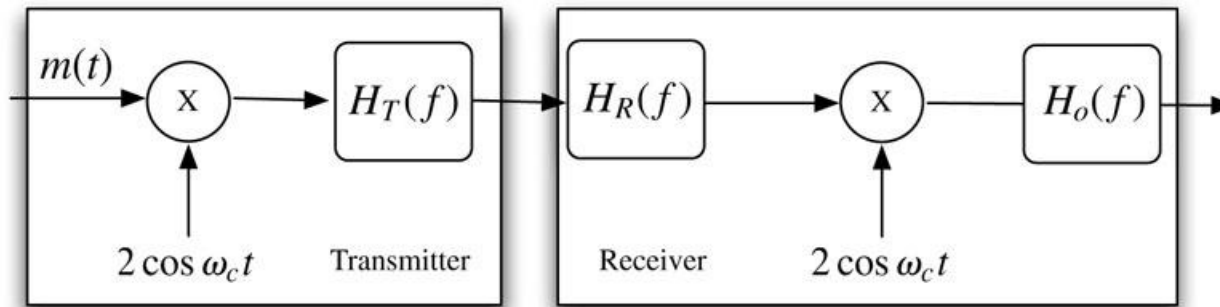 m(t)
X
H_T(f)
H_R(f)
X
H_o(f)
2 cos ω_c t
Transmitter
Receiver
2 cos ω_c t